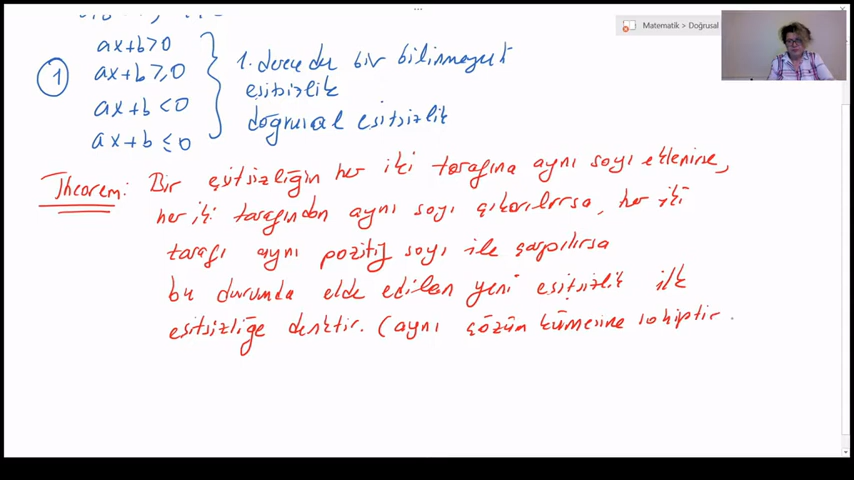 Matematik > Doğrusal
ax+b>0
ax+b≥0
ax+b<0
ax+b≤0
1
1. dereceden bir bilinmeyenli
eşitsizlik
doğrusal eşitsizlik
Theorem: Bir eşitsizliğin her iki tarafına aynı sayı eklenirse,
her iki tarafından aynı sayı çıkarılırsa, her iki
tarafı aynı pozitif sayı ile çarpılırsa
bu durumda elde edilen yeni eşitsizlik ilk
eşitsizliğe denktir. (aynı çözüm kümesine sahiptir.